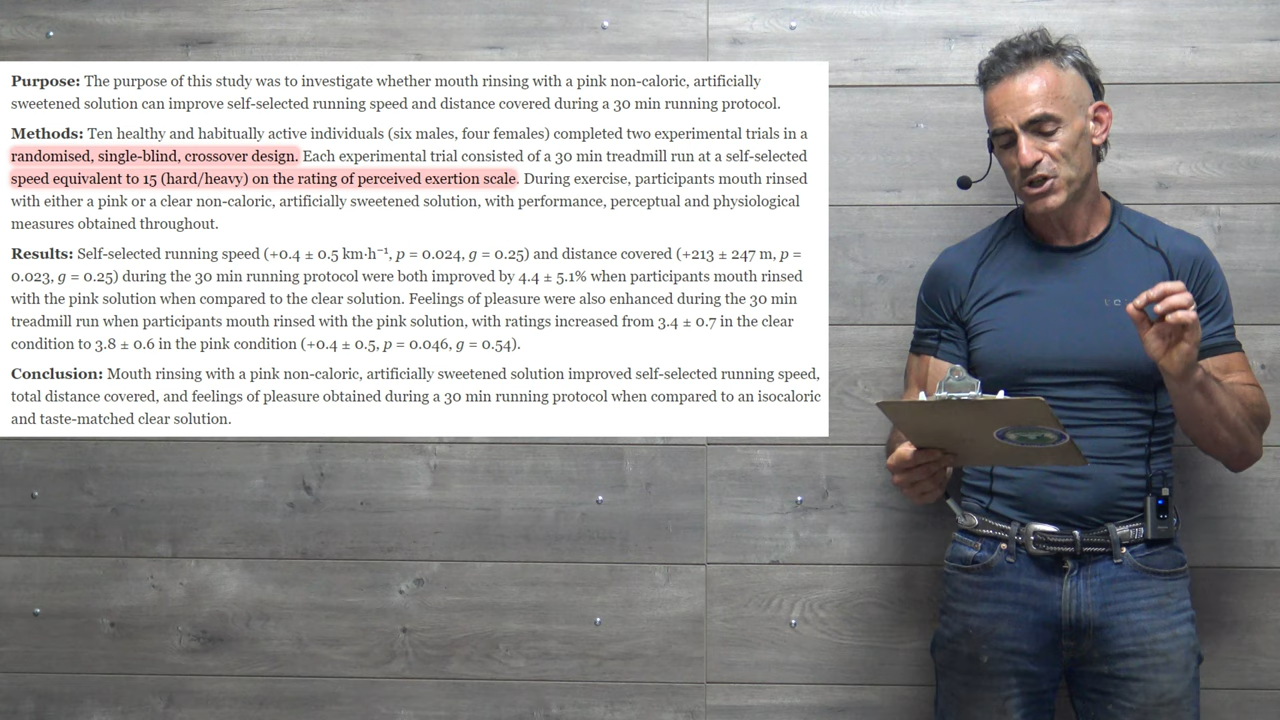 Purpose: The purpose of this study was to investigate whether mouth rinsing with a pink non-caloric, artificially
sweetened solution can improve self-selected running speed and distance covered during a 30 min running protocol.
Methods: Ten healthy and habitually active individuals (six males, four females) completed two experimental trials in a
randomised, single-blind, crossover design. Each experimental trial consisted of a 30 min treadmill run at a self-selected
speed equivalent to 15 (hard/heavy) on the rating of perceived exertion scale. During exercise, participants mouth rinsed
with either a pink or a clear non-caloric, artificially sweetened solution, with performance, perceptual and physiological
measures obtained throughout.
Results: Self-selected running speed (+0.4 ± 0.5 km·h⁻¹, p = 0.024, g = 0.25) and distance covered (+213 ± 247 m, p =
0.023, g = 0.25) during the 30 min running protocol were both improved by 4.4 ± 5.1% when participants mouth rinsed
with the pink solution when compared to the clear solution. Feelings of pleasure were also enhanced during the 30 min
treadmill run when participants mouth rinsed with the pink solution, with ratings increased from 3.4 ± 0.7 in the clear
condition to 3.8 ± 0.6 in the pink condition (+0.4 ± 0.5, p = 0.046, g = 0.54).
Conclusion: Mouth rinsing with a pink non-caloric, artificially sweetened solution improved self-selected running speed,
total distance covered, and feelings of pleasure obtained during a 30 min running protocol when compared to an isocaloric
and taste-matched clear solution.